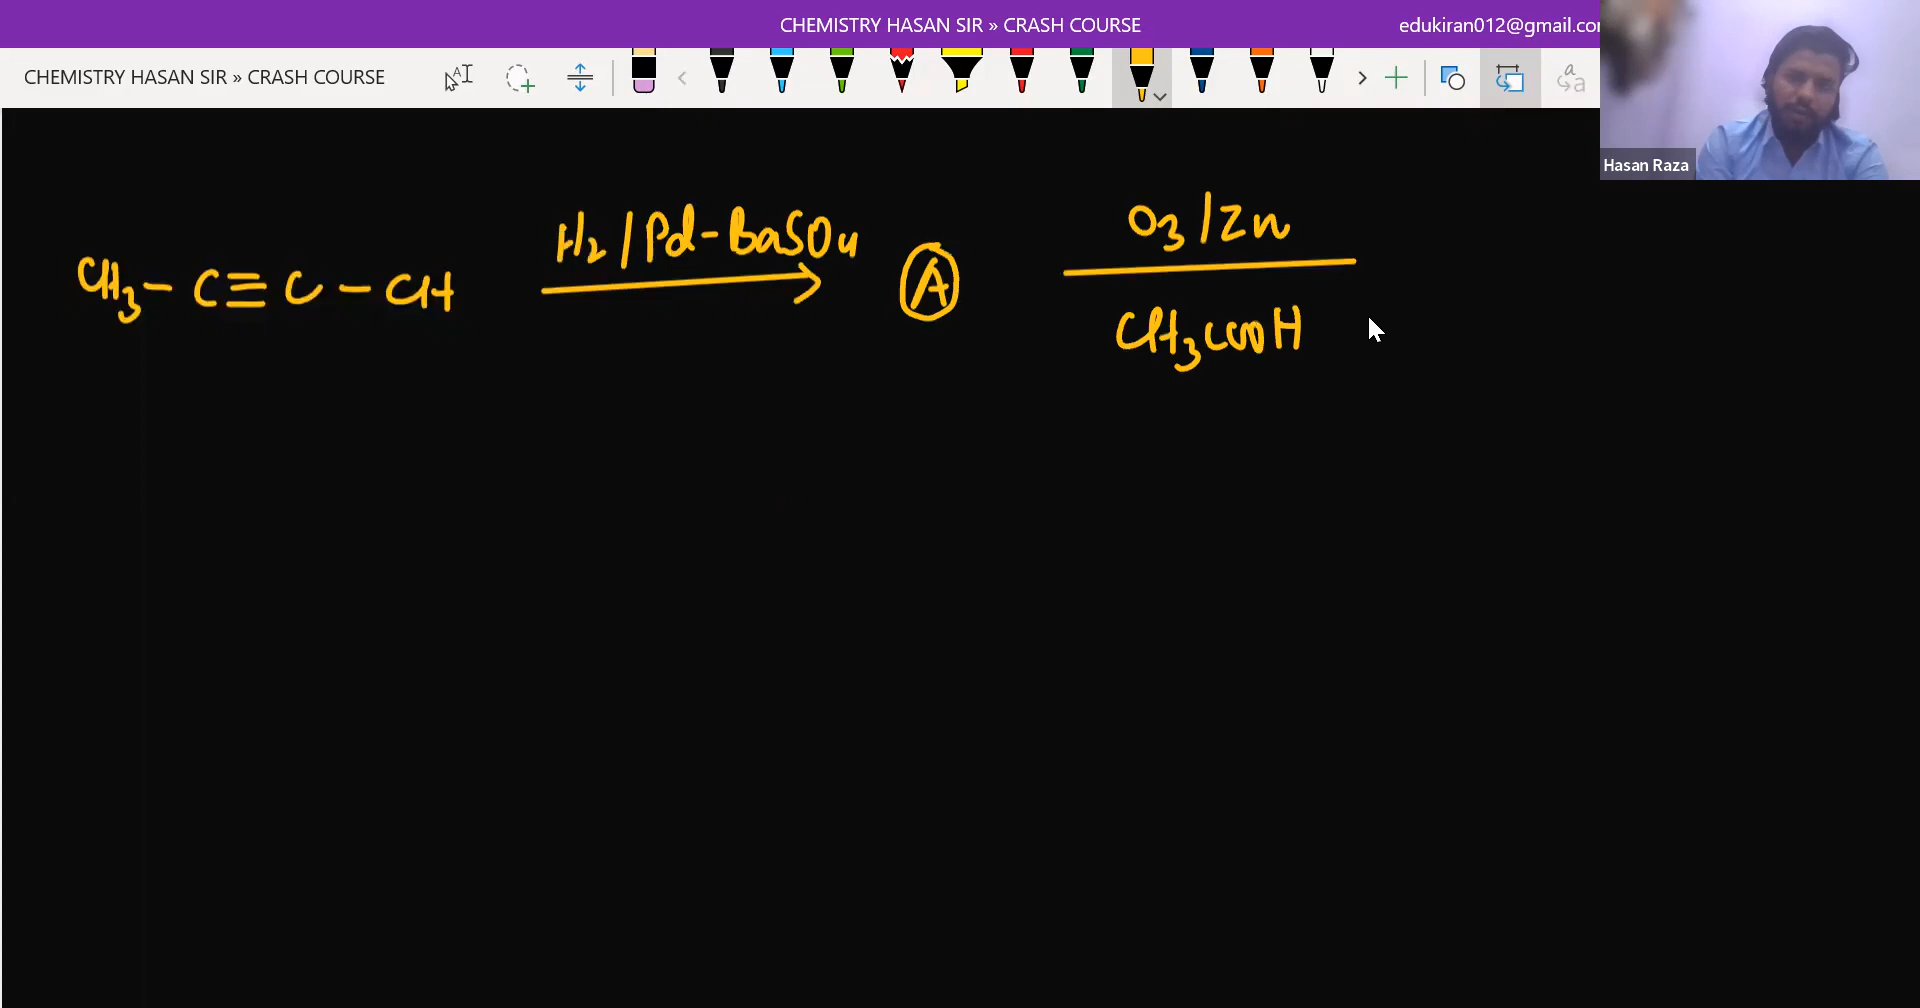 CHEMISTRY HASAN SIR » CRASH COURSE
edukiran012@gmail.co
CHEMISTRY HASAN SIR » CRASH COURSE
Hasan Raza
CH3 - C ≡ C - CH
H2 / Pd - BaSO4
A
O3 / Zn
CH3COOH